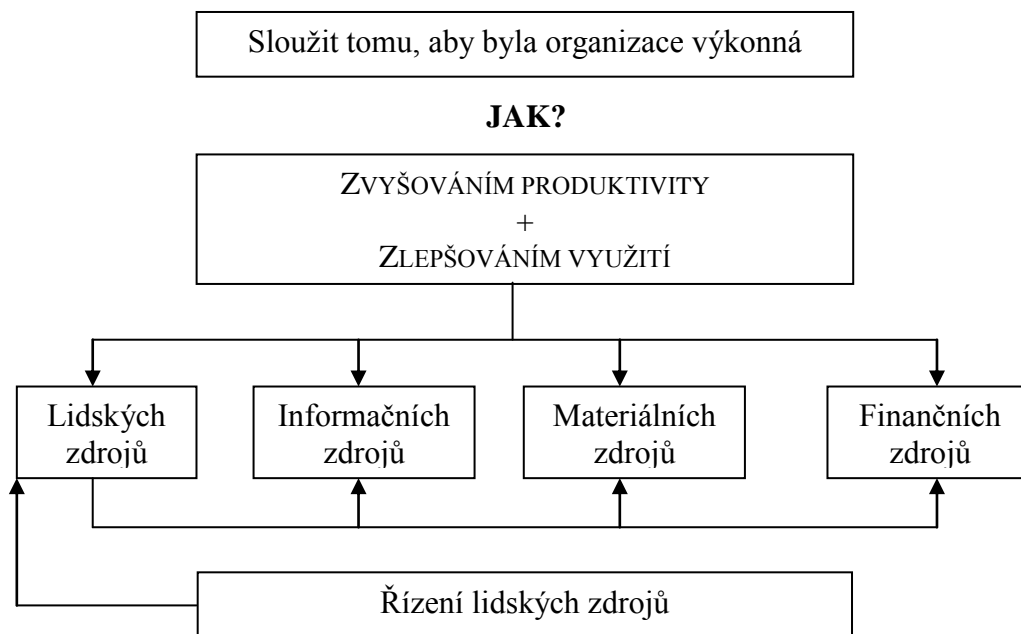 Sloužit tomu, aby byla organizace výkonná
JAK?
ZVYŠOVÁNÍM PRODUKTIVITY
+
ZLEPŠOVÁNÍM VYUŽITÍ
Lidských
zdrojů
Informačních
zdrojů
Materiálních
zdrojů
Finančních
zdrojů
Řízení lidských zdrojů